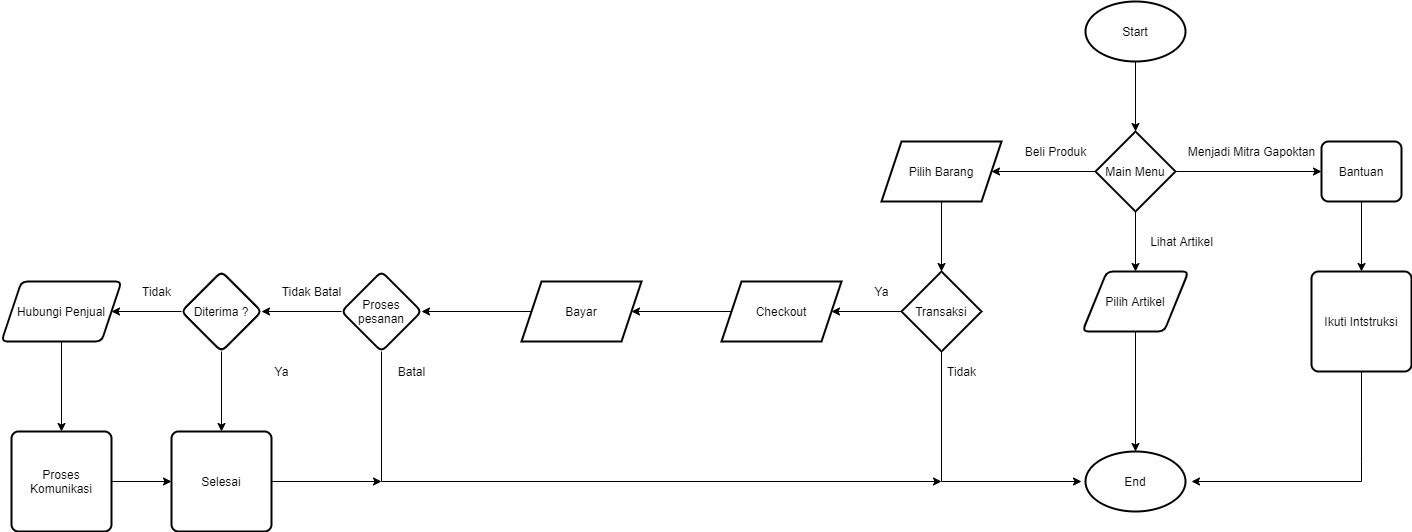 Start
Beli Produk
Menjadi Mitra Gapoktan
Pilih Barang
Main Menu
Bantuan
Lihat Artikel
Tidak
Tidak Batal
Ya
Hubungi Penjual
Diterima ?
Proses
pesanan
Bayar
Checkout
Transaksi
Pilih Artikel
Ikuti Intstruksi
Ya
Batal
Tidak
Proses
Komunikasi
Selesai
End